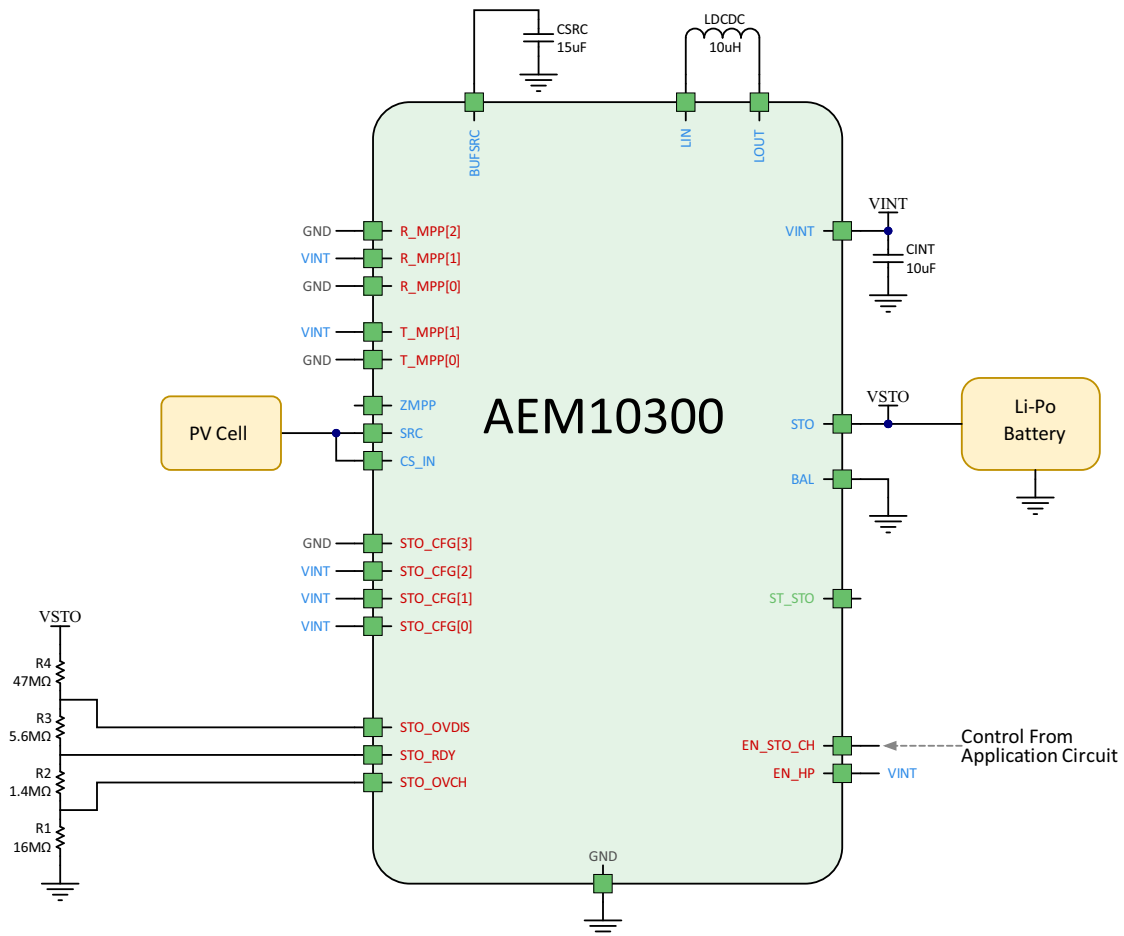 CSRC
15uF
LDCDC
10uH
BUFSRC
LIN
LOUT
GND
R_MPP[2]
VINT
R_MPP[1]
GND
R_MPP[0]
VINT
T_MPP[1]
GND
T_MPP[0]
ZMPP
PV Cell
SRC
CS_IN
AEM10300
VINT
VINT
CINT
10uF
STO
VSTO
Li-Po
Battery
BAL
GND
STO_CFG[3]
VINT
STO_CFG[2]
VINT
STO_CFG[1]
VINT
STO_CFG[0]
ST_STO
VSTO
R4
47MΩ
R3
5.6MΩ
R2
1.4MΩ
R1
16MΩ
STO_OVDIS
STO_RDY
STO_OVCH
EN_STO_CH
Control From
Application Circuit
EN_HP
VINT
GND